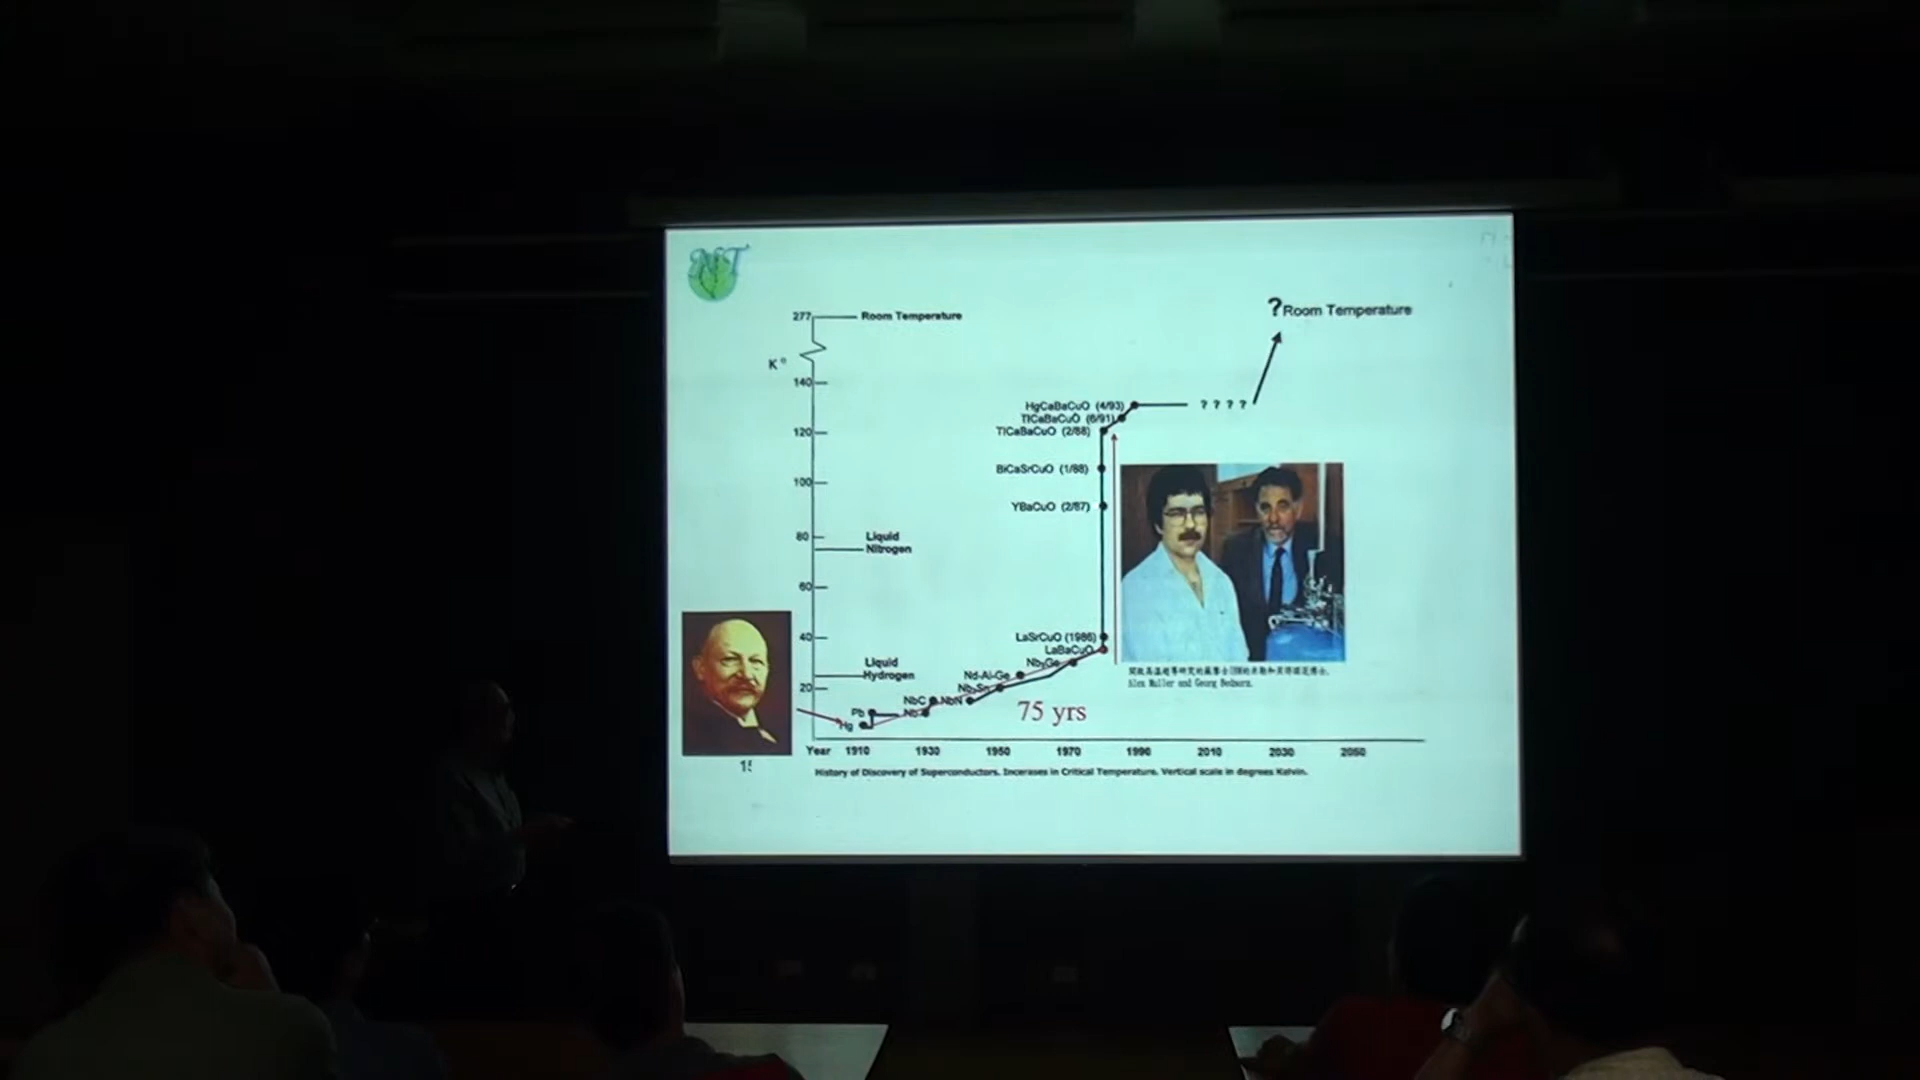 NT
277
Room Temperature
?Room Temperature
K°
140
HgCaBaCuO (4/93)
? ? ? ?
TlCaBaCuO (6/91)
120
TlCaBaCuO (2/88)
BiCaSrCuO (1/88)
100
YBaCuO (2/87)
80
Liquid
Nitrogen
60
40
LaSrCuO (1986)
LaBaCuO
Liquid
Hydrogen
Nb₃Ge
Nd-Al-Ge
20
Nb₃Sn
NbC
NbN
Pb
Nb
Hg
75 yrs
Alex Muller and Georg Bednorz.
Year 1910 1930 1950 1970 1990 2010 2030 2050
History of Discovery of Superconductors. Incerases in Critical Temperature. Vertical scale in degrees Kelvin.